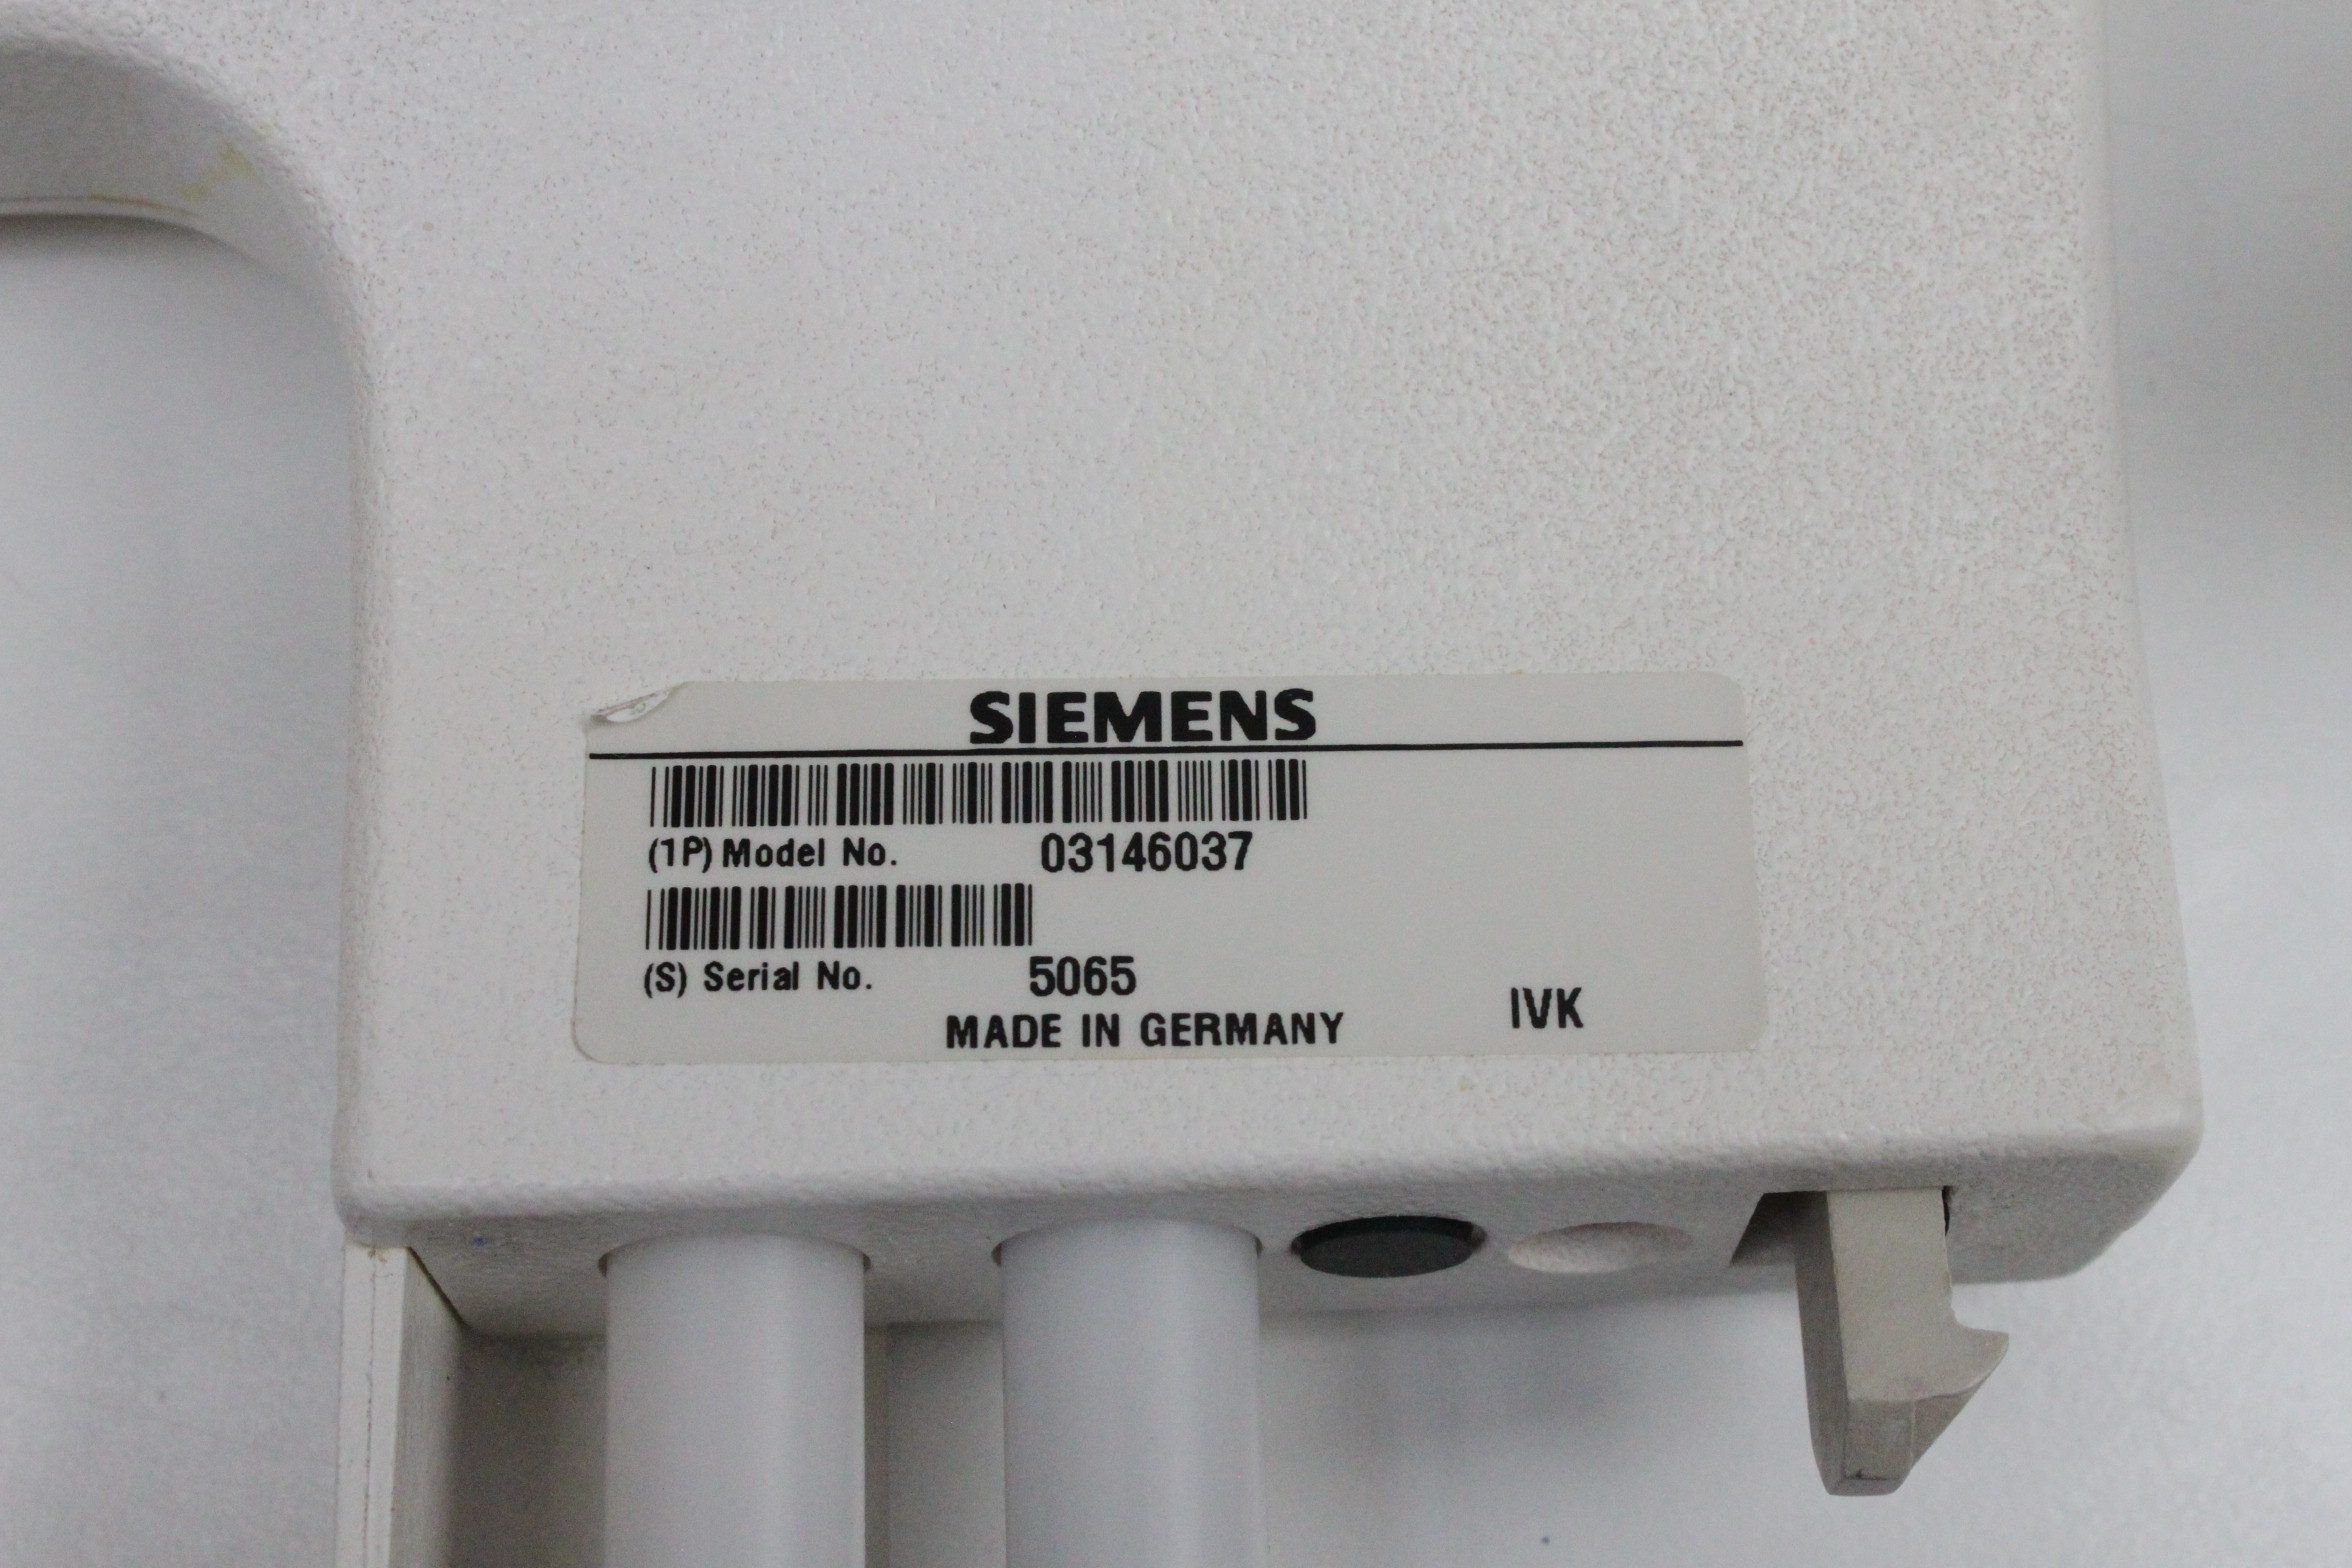 SIEMENS
(1P) Model No. 03146037
(S) Serial No. 5065
IVK
MADE IN GERMANY